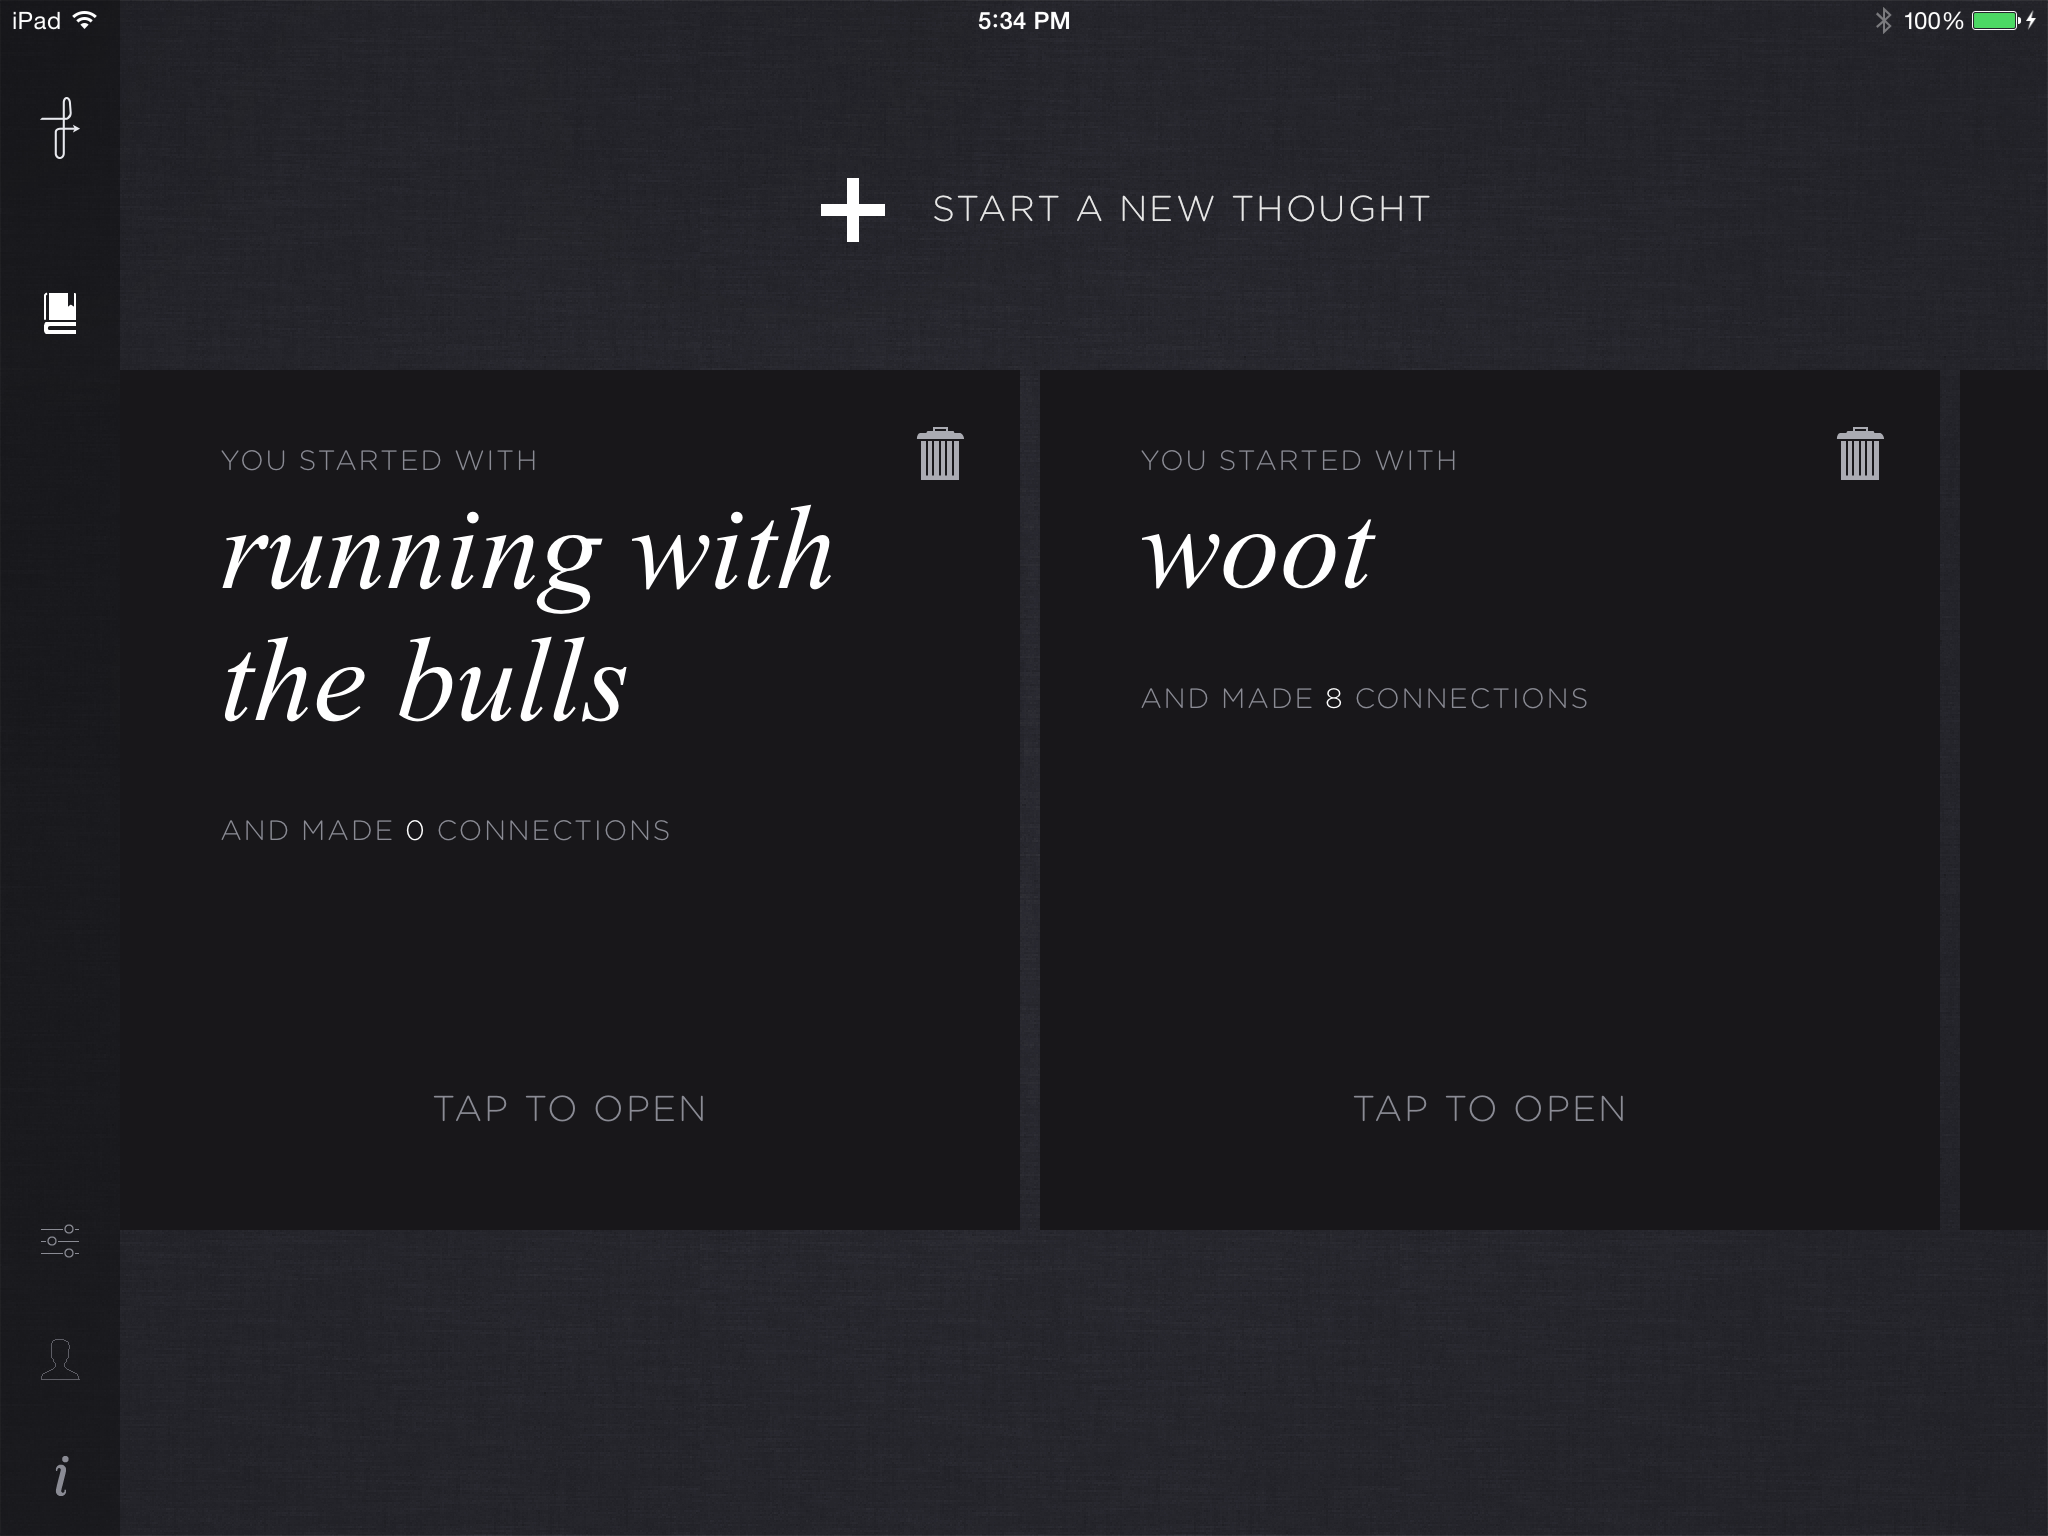 iPad
5:34 PM
100%
START A NEW THOUGHT
YOU STARTED WITH
running with
the bulls
AND MADE 0 CONNECTIONS
TAP TO OPEN
YOU STARTED WITH
woot
AND MADE 8 CONNECTIONS
TAP TO OPEN
i